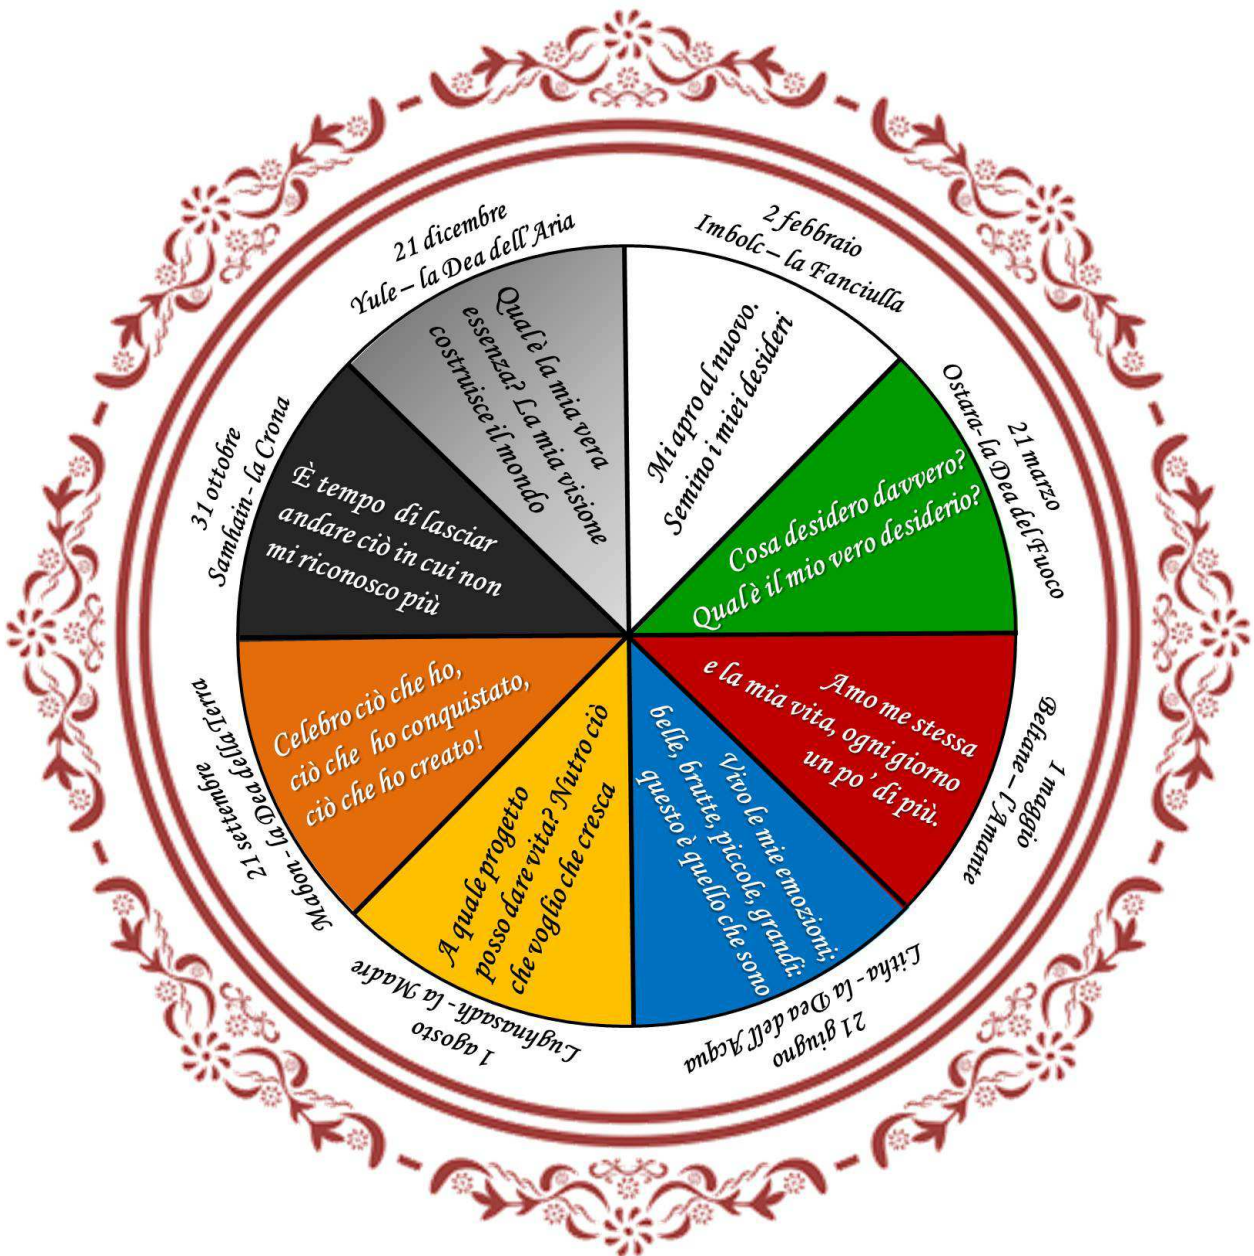 2 febbraio
Imbolc – la Fanciulla
Mi apro al nuovo.
Semino i miei desideri
21 marzo
Ostara- la Dea del Fuoco
Cosa desidero davvero?
Qual è il mio vero desiderio?
1 maggio
Beltane – l'Amante
Amo me stessa
e la mia vita, ogni giorno
un po' di più.
Litha - la Dea dell'Acqua
21 giugno
Vivo le mie emozioni,
belle, brutte, piccole, grandi:
questo è quello che sono
Lughnasadh - la Madre
1 agosto
A quale progetto
posso dare vita? Nutro ciò
che voglio che cresca
Mabon - la Dea della Terra
21 settembre
Celebro ciò che ho,
ciò che ho conquistato,
ciò che ho creato!
31 ottobre
Samhain - la Crona
È tempo di lasciar
andare ciò in cui non
mi riconosco più
21 dicembre
Yule – la Dea dell'Aria
Qual è la mia vera
essenza? La mia visione
costruisce il mondo